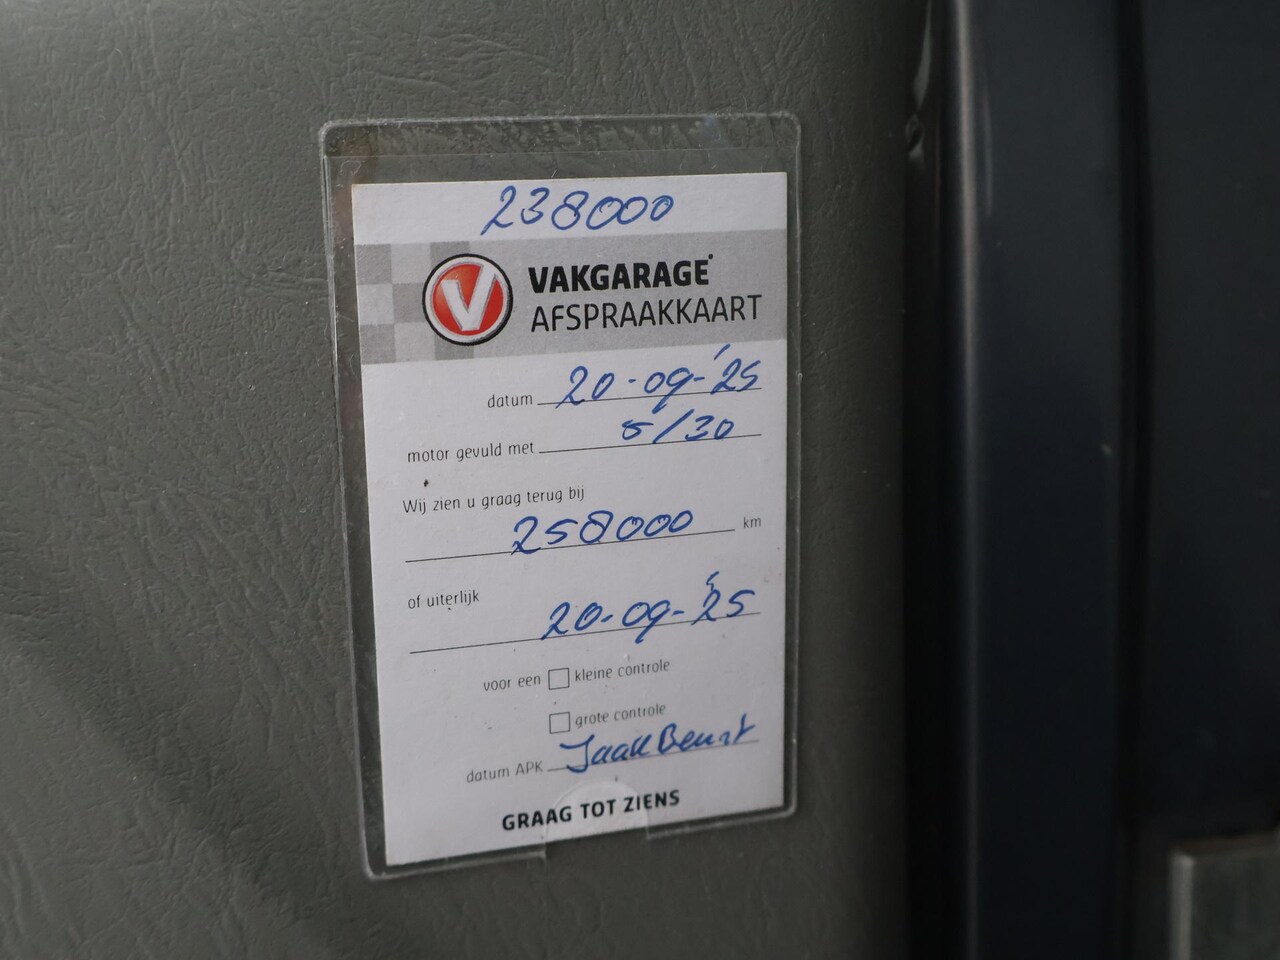 238000
V
VAKGARAGE
AFSPRAAKKAART
datum 20-09-'25
motor gevuld met 5/30
Wij zien u graag terug bij
258000 km
of uiterlijk
20-09-'25
voor een kleine controle
grote controle
datum APK
GRAAG TOT ZIENS